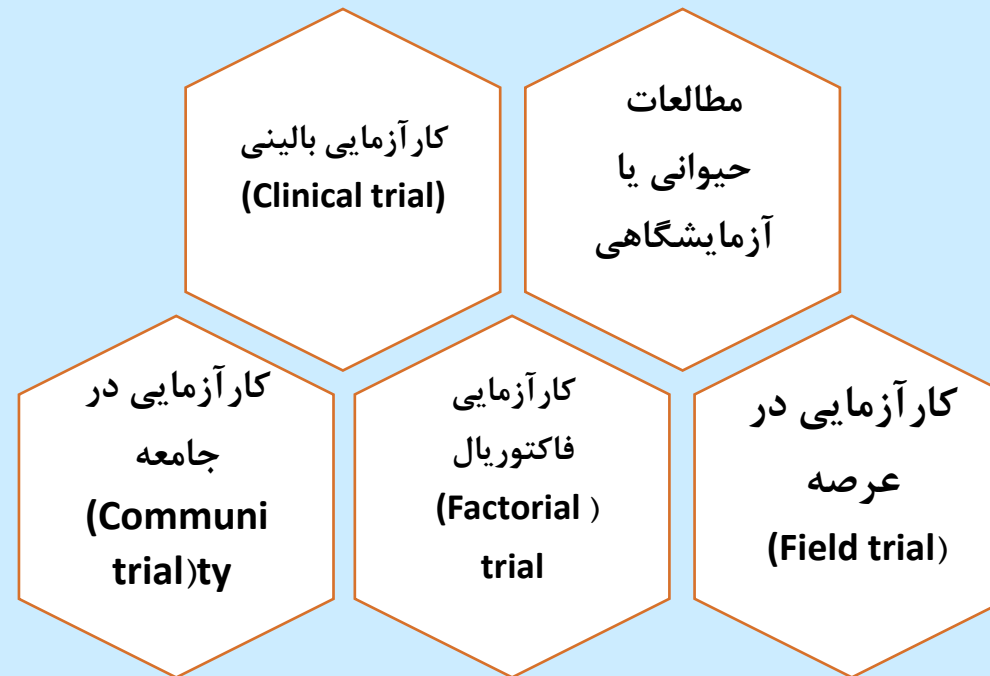 مطالعات
حیوانی یا
آزمایشگاهی
کارآزمایی بالینی
(Clinical trial)
کارآزمایی در
عرصه
(Field trial)
کارآزمایی
فاکتوریال
(Factorial )
trial
کارآزمایی در
جامعه
(Communi
trial)ty